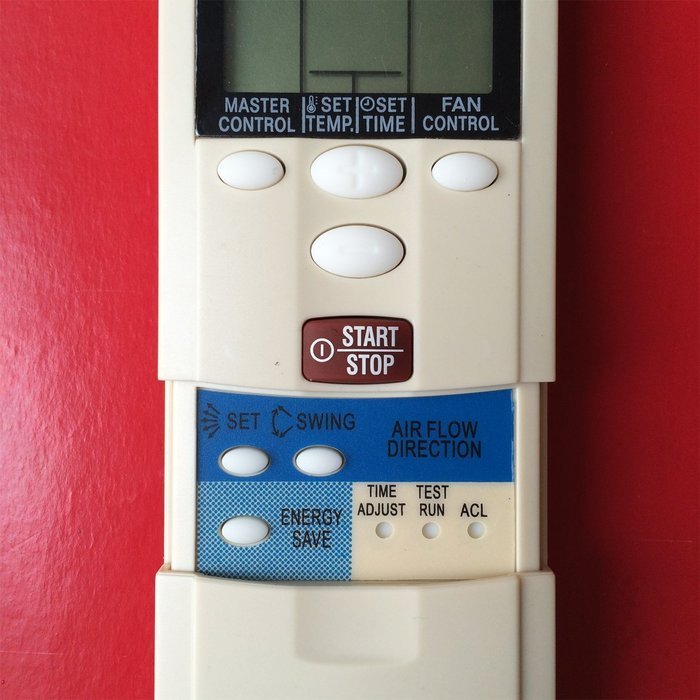 MASTER CONTROL
SET TEMP.
SET TIME
FAN CONTROL
START
STOP
SET
SWING
AIR FLOW
DIRECTION
ENERGY
SAVE
TIME
ADJUST
TEST
RUN
ACL